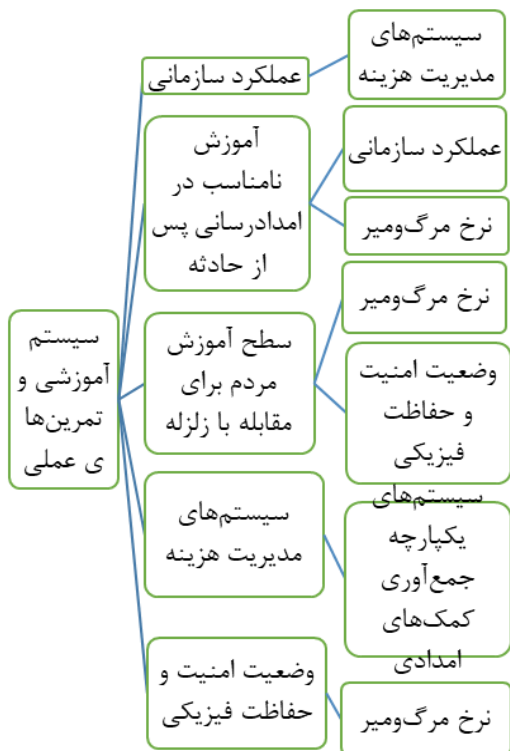 سیستم
آموزشی و
تمرین‌ها
ی عملی
عملکرد سازمانی
سیستم‌های
مدیریت هزینه
آموزش
نامناسب در
امدادرسانی پس
از حادثه
عملکرد سازمانی
نرخ مرگ‌ومیر
سطح آموزش
مردم برای
مقابله با زلزله
نرخ مرگ‌ومیر
وضعیت امنیت
و حفاظت
فیزیکی
سیستم‌های
مدیریت هزینه
سیستم‌های
یکپارچه
جمع‌آوری
کمک‌های
امدادی
وضعیت امنیت و
حفاظت فیزیکی
نرخ مرگ‌ومیر